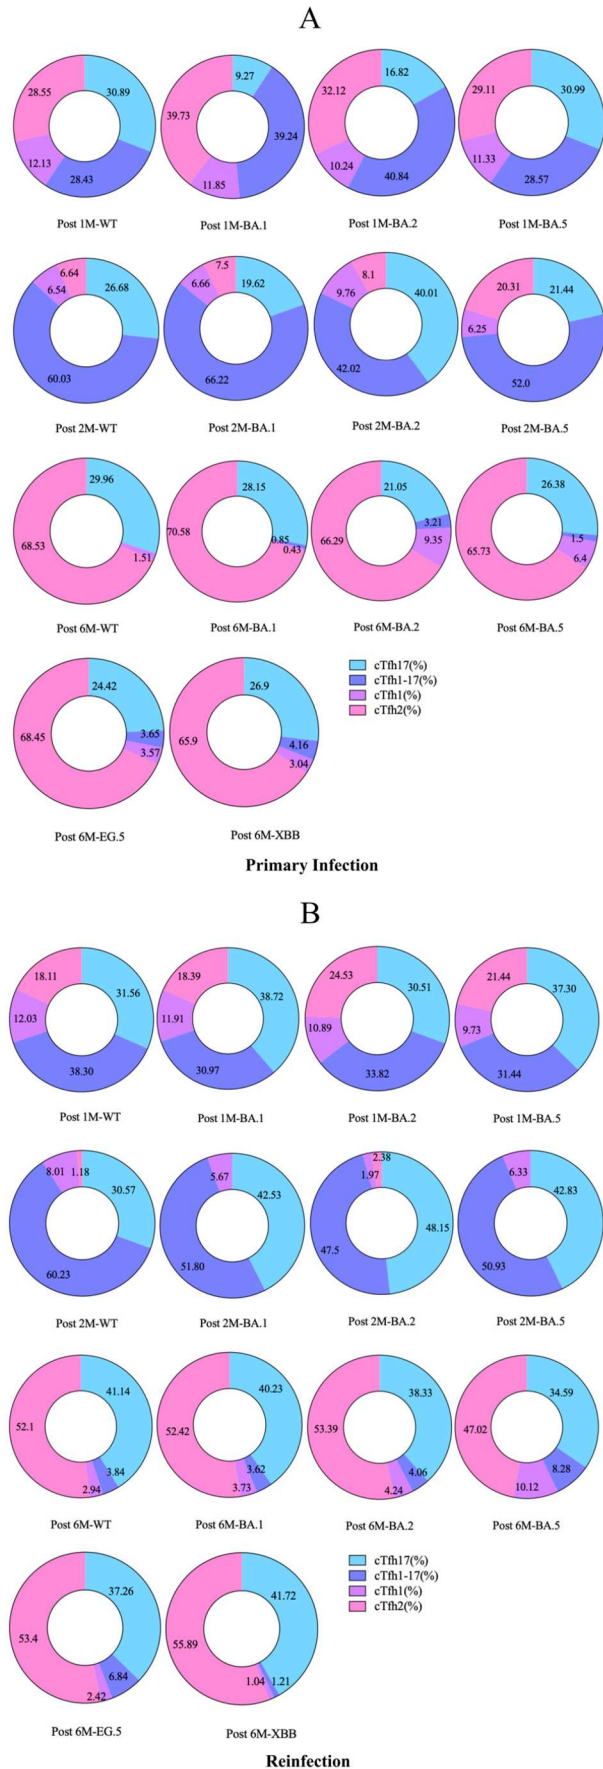 A
28.55 30.89 12.13 28.43
9.27 39.73 39.24 11.85
16.82 32.12 10.24 40.84
29.11 30.99 11.33 28.57
Post 1M-WT Post 1M-BA.1 Post 1M-BA.2 Post 1M-BA.5
6.64 26.68 6.54 60.03
7.5 19.62 6.66 66.22
8.1 9.76 40.01 42.02
20.31 21.44 6.25 52.0
Post 2M-WT Post 2M-BA.1 Post 2M-BA.2 Post 2M-BA.5
29.96 68.53 1.51
28.15 70.58 0.85 0.43
21.05 3.21 66.29 9.35
26.38 1.5 65.73 6.4
Post 6M-WT Post 6M-BA.1 Post 6M-BA.2 Post 6M-BA.5
24.42 68.45 3.65 3.57
26.9 65.9 4.16 3.04
cTfh17(%)
cTfh1-17(%)
cTfh1(%)
cTfh2(%)
Post 6M-EG.5 Post 6M-XBB
Primary Infection
B
18.11 31.56 12.03 38.30
18.39 38.72 11.91 30.97
24.53 30.51 10.89 33.82
21.44 37.30 9.73 31.44
Post 1M-WT Post 1M-BA.1 Post 1M-BA.2 Post 1M-BA.5
8.01 1.18 30.57 60.23
5.67 42.53 51.80
2.38 1.97 48.15 47.5
6.33 42.83 50.93
Post 2M-WT Post 2M-BA.1 Post 2M-BA.2 Post 2M-BA.5
41.14 52.1 3.84 2.94
40.23 52.42 3.62 3.73
38.33 53.39 4.06 4.24
34.59 47.02 8.28 10.12
Post 6M-WT Post 6M-BA.1 Post 6M-BA.2 Post 6M-BA.5
37.26 53.4 6.84 2.42
41.72 55.89 1.04 1.21
cTfh17(%)
cTfh1-17(%)
cTfh1(%)
cTfh2(%)
Post 6M-EG.5 Post 6M-XBB
Reinfection